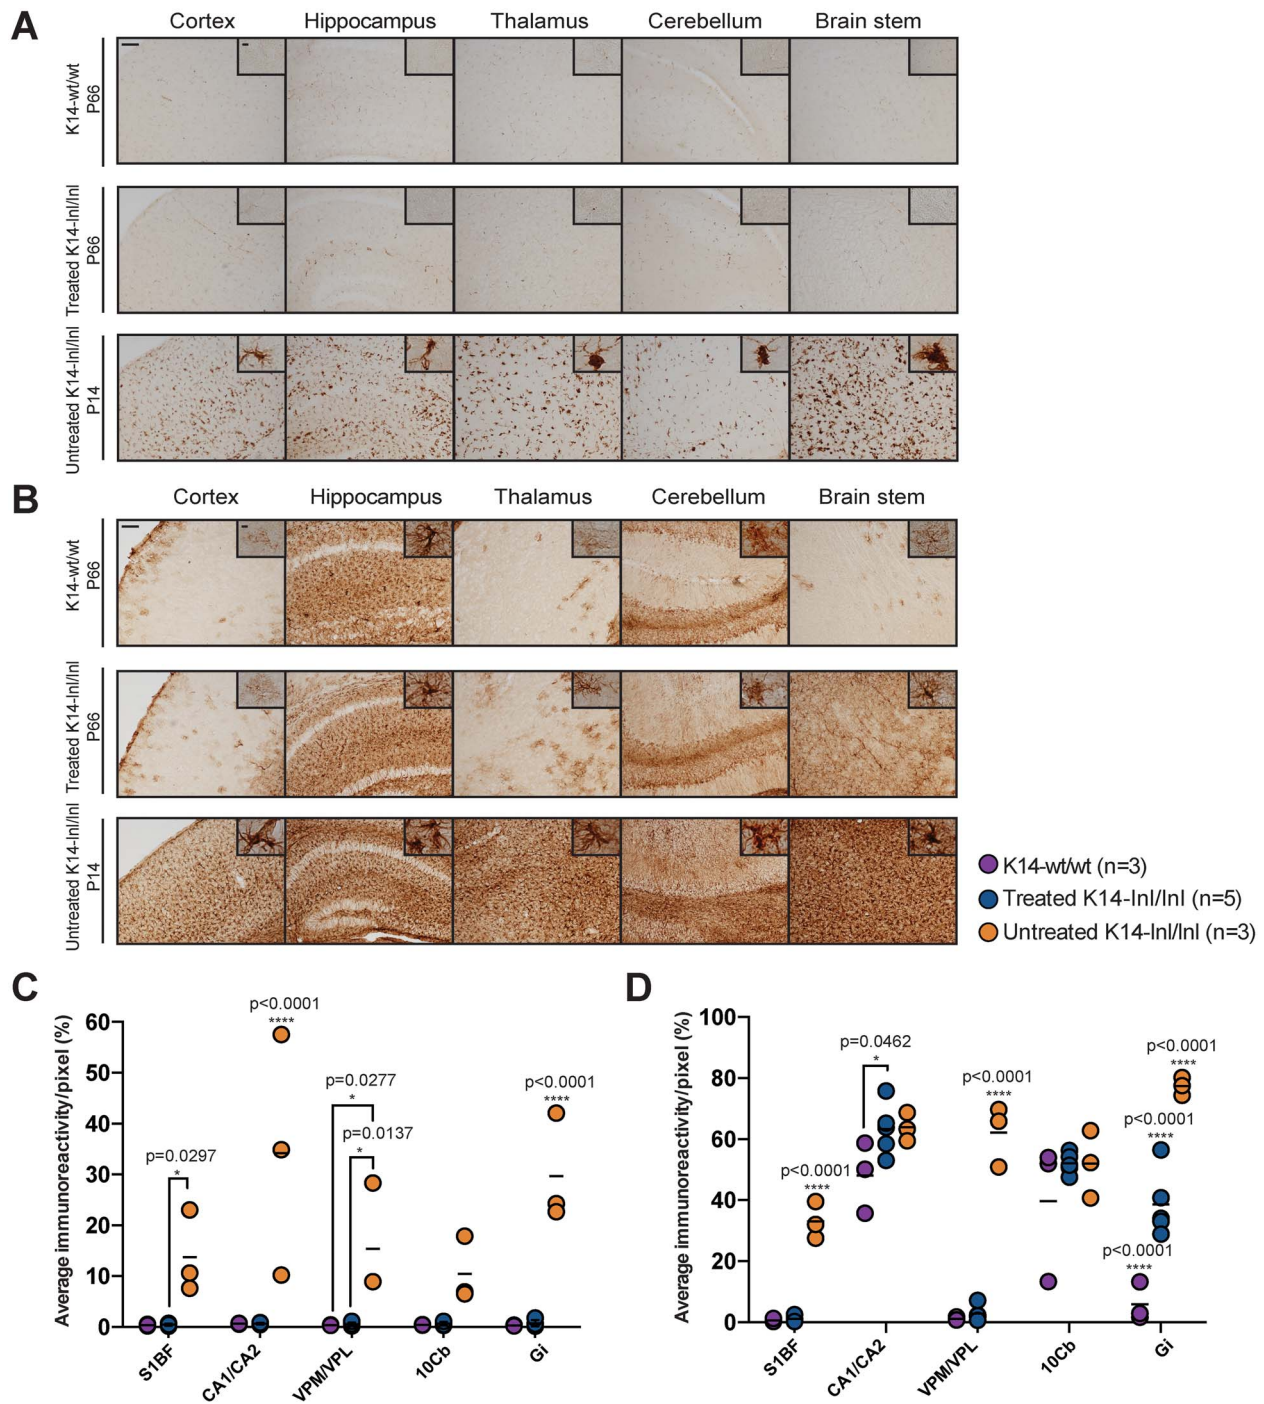 A
Cortex Hippocampus Thalamus Cerebellum Brain stem
K14-wt/wt
P66
Treated K14-Inl/Inl
P66
Untreated K14-Inl/Inl
P14
B
Cortex Hippocampus Thalamus Cerebellum Brain stem
K14-wt/wt
P66
Treated K14-Inl/Inl
P66
Untreated K14-Inl/Inl
P14
K14-wt/wt (n=3)
Treated K14-Inl/Inl (n=5)
Untreated K14-Inl/Inl (n=3)
C
Average immunoreactivity/pixel (%)
60
50
40
30
20
10
0
p=0.0297
*
p<0.0001
****
p=0.0277
*
p=0.0137
*
p<0.0001
****
S1BF CA1/CA2 VPM/VPL 10Cb Gi
D
Average immunoreactivity/pixel (%)
100
80
60
40
20
0
p<0.0001
****
p=0.0462
*
p<0.0001
****
p<0.0001
****
p<0.0001
****
p<0.0001
****
S1BF CA1/CA2 VPM/VPL 10Cb Gi